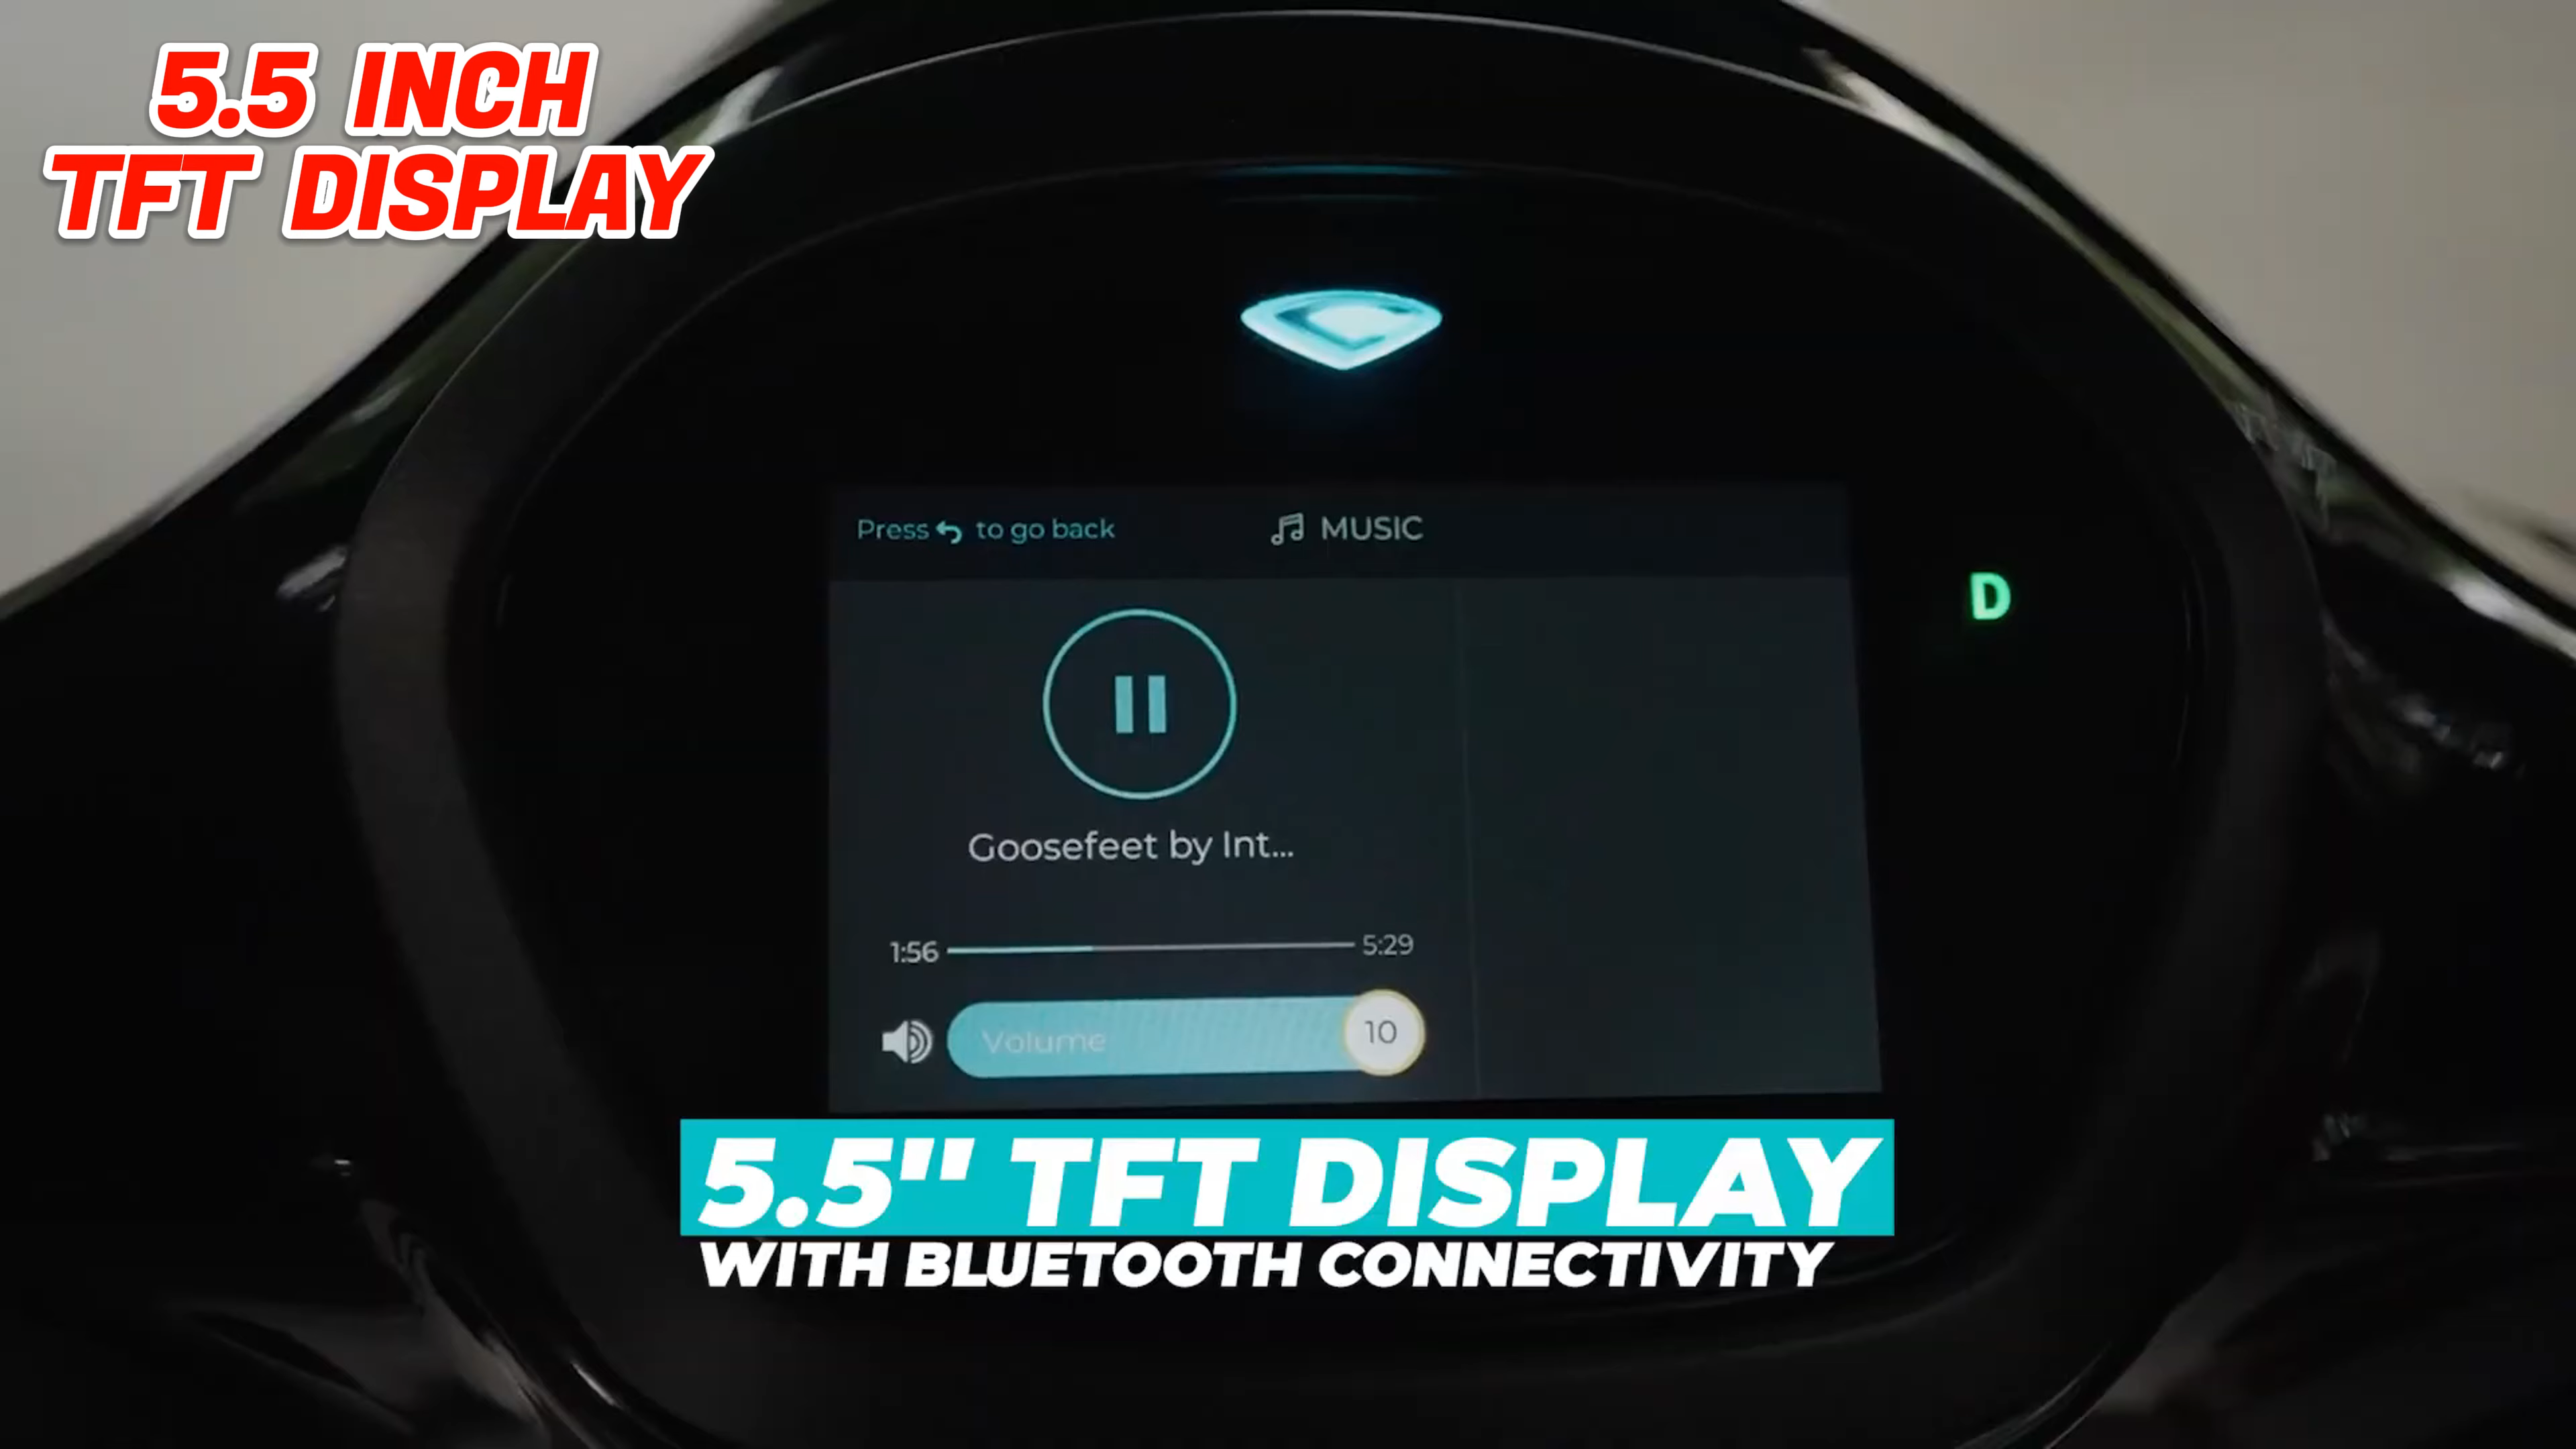 5.5 INCH
TFT DISPLAY
Press to go back
MUSIC
D
Goosefeet by Int...
1:56
5:29
Volume
10
5.5" TFT DISPLAY
WITH BLUETOOTH CONNECTIVITY